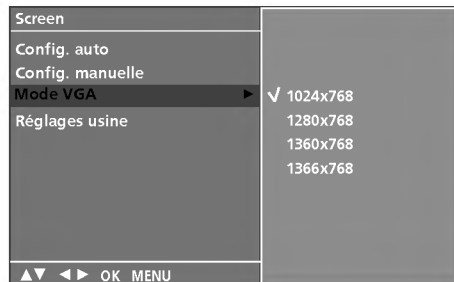 Screen
Config. auto
Config. manuelle
Mode VGA ►
√ 1024x768
1280x768
1360x768
1366x768
Réglages usine
▲▼ ◄► OK MENU